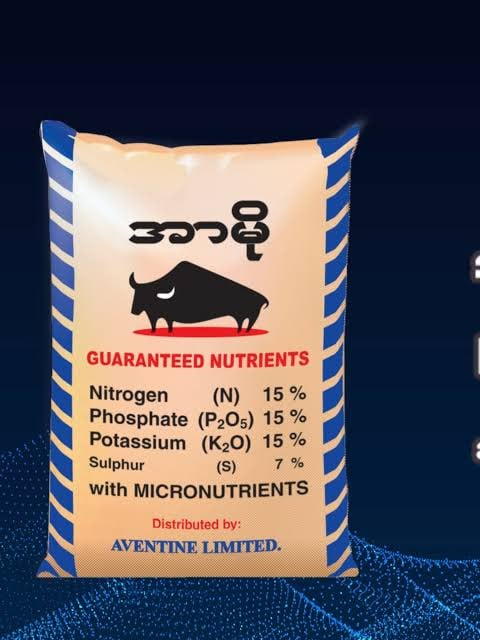 အာမို
GUARANTEED NUTRIENTS
Nitrogen (N) 15 %
Phosphate (P₂O₅) 15 %
Potassium (K₂O) 15 %
Sulphur (S) 7 %
with MICRONUTRIENTS
Distributed by:
AVENTINE LIMITED.